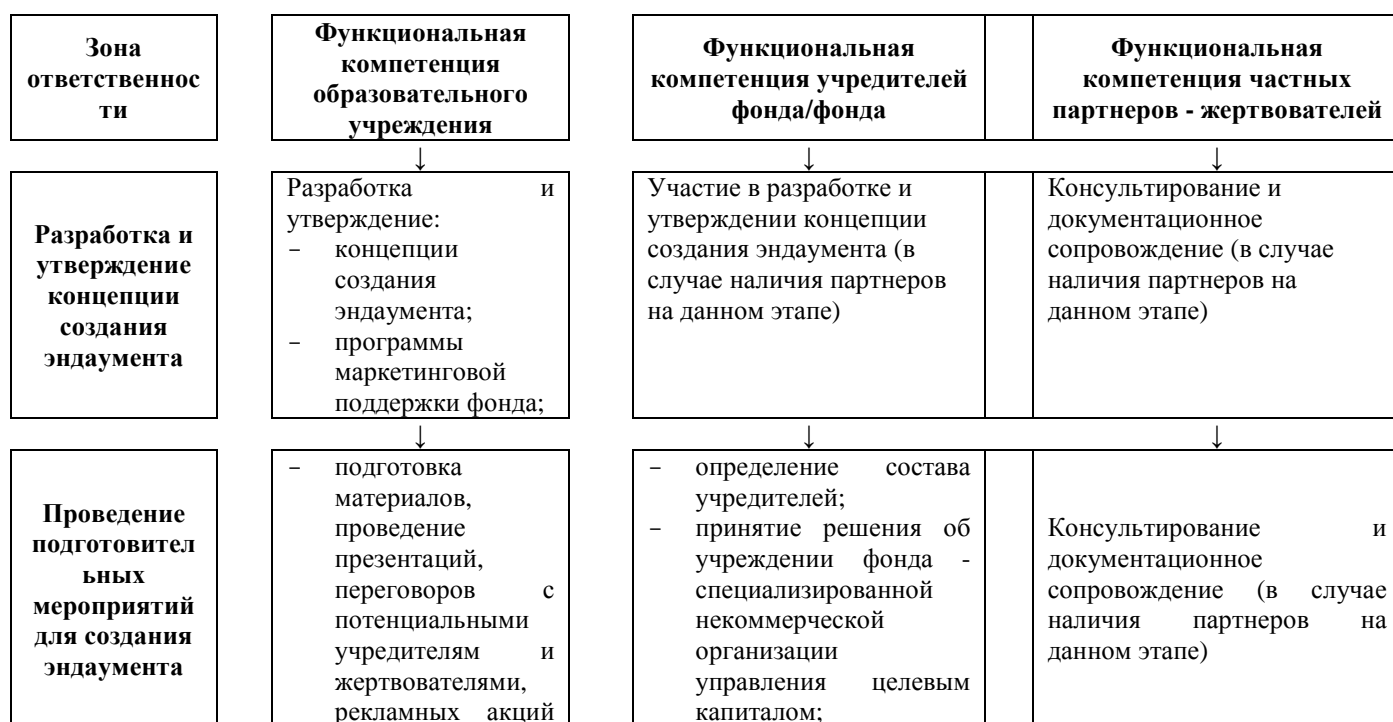 Зона
ответственнос
ти
Функциональная
компетенция
образовательного
учреждения
Функциональная
компетенция учредителей
фонда/фонда
Функциональная
компетенция частных
партнеров - жертвователей
↓
↓
↓
Разработка и
утверждение
концепции
создания
эндаумента
Разработка и
утверждение:
− концепции
создания
эндаумента;
− программы
маркетинговой
поддержки фонда;
Участие в разработке и
утверждении концепции
создания эндаумента (в
случае наличия партнеров
на данном этапе)
Консультирование и
документационное
сопровождение (в случае
наличия партнеров на
данном этапе)
↓
↓
↓
Проведение
подготовител
ьных
мероприятий
для создания
эндаумента
− подготовка
материалов,
проведение
презентаций,
переговоров с
потенциальными
учредителям и
жертвователями,
рекламных акций
− определение состава
учредителей;
− принятие решения об
учреждении фонда -
специализированной
некоммерческой
организации
управления целевым
капиталом;
Консультирование и
документационное
сопровождение (в случае
наличия партнеров на
данном этапе)